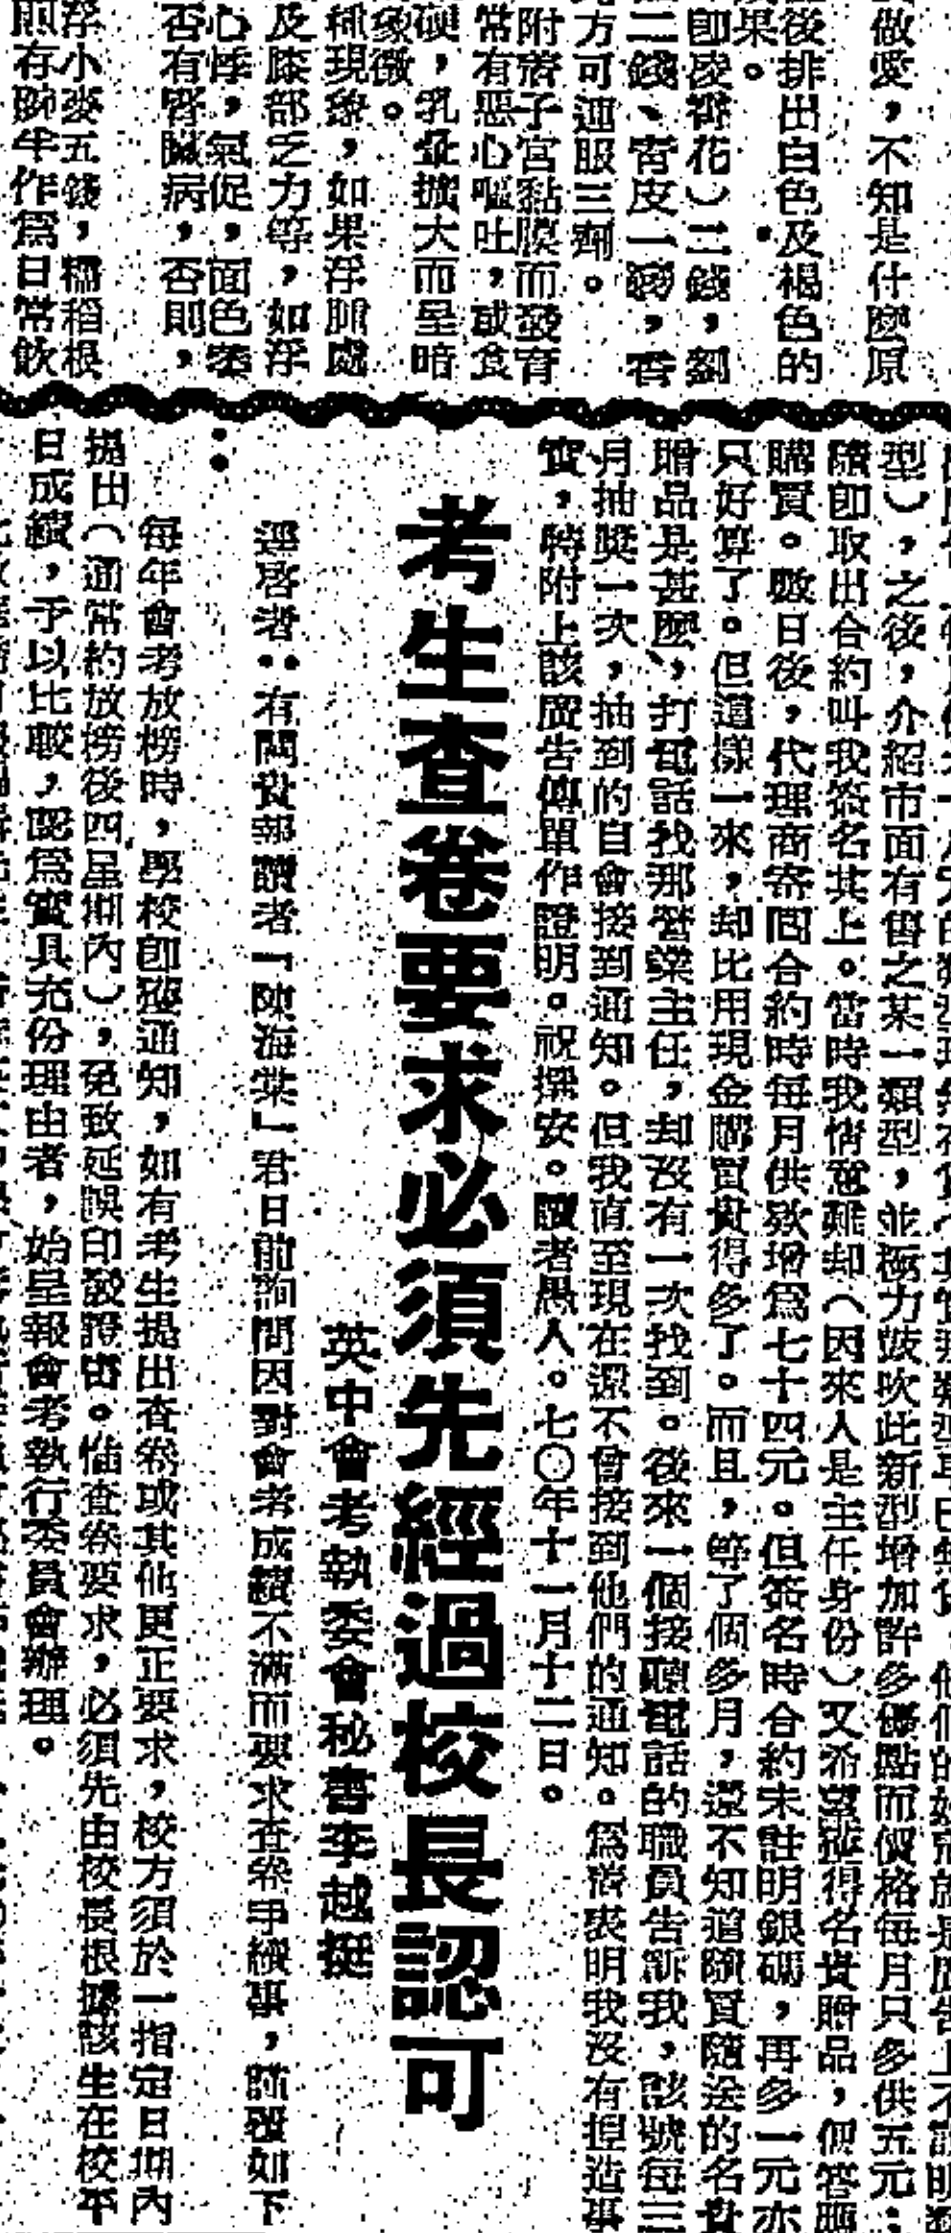 做愛，不知是什麼原
後排出白色及褐色的
果。
卽凌霄花）二錢，劉
二錢、青皮一錢，香
方可連服三劑。
附着子宮黏膜而發育
常有惡心嘔吐，或食
硬，乳暈擴大而呈暗
象徵。
種現象，如果浮腫處
及膝部乏力等，如浮
心悸，氣促，面色蒼
否有腎臟病，否則，
浮小麥五錢，糯稻根
煎存碗半作爲日常飲
型），之後，介紹市面有售之某一類型，並極力鼓吹此新型增加許多優點而價格每月只多供五元；
隨卽取出合約叫我簽名其上。當時我情意難却（因來人是主任身份）又希望獲得名貴贈品，便答應
購買。幾日後，代理商寄囘合約時每月供欵增爲七十四元。但簽名時合約未註明銀碼，再多一元亦
只好算了。但這樣一來，却比用現金購買貴得多了。而且，等了個多月，還不知道隨買隨送的名貴
贈品是甚麼，打電話找那營業主任，却沒有一次找到。後來一個接聽電話的職員告訴我，該號每三
月抽獎一次，抽到的自會接到通知。但我直至現在還不曾接到他們的通知。爲着表明我沒有捏造事
實，特附上該廣告傳單作證明。祝撰安。讀者愚人。七〇年十一月十二日。
考生查卷要求必須先經過校長認可
英中會考執委會秘書李越挺
逕啓者：有關貴報讀者「陳海棠」君日前詢問因對會考成績不滿而要求查卷手續事，謹覆如下
：
每年會考放榜時，學校卽獲通知，如有考生提出查卷或其他更正要求，校方須於一指定日期內
提出（通常約放榜後四星期內），免致延誤印發證書。惟查卷要求，必須先由校長根據該生在校平
日成績，予以比較，認爲實具充份理由者，始呈報會考執行委員會辦理。